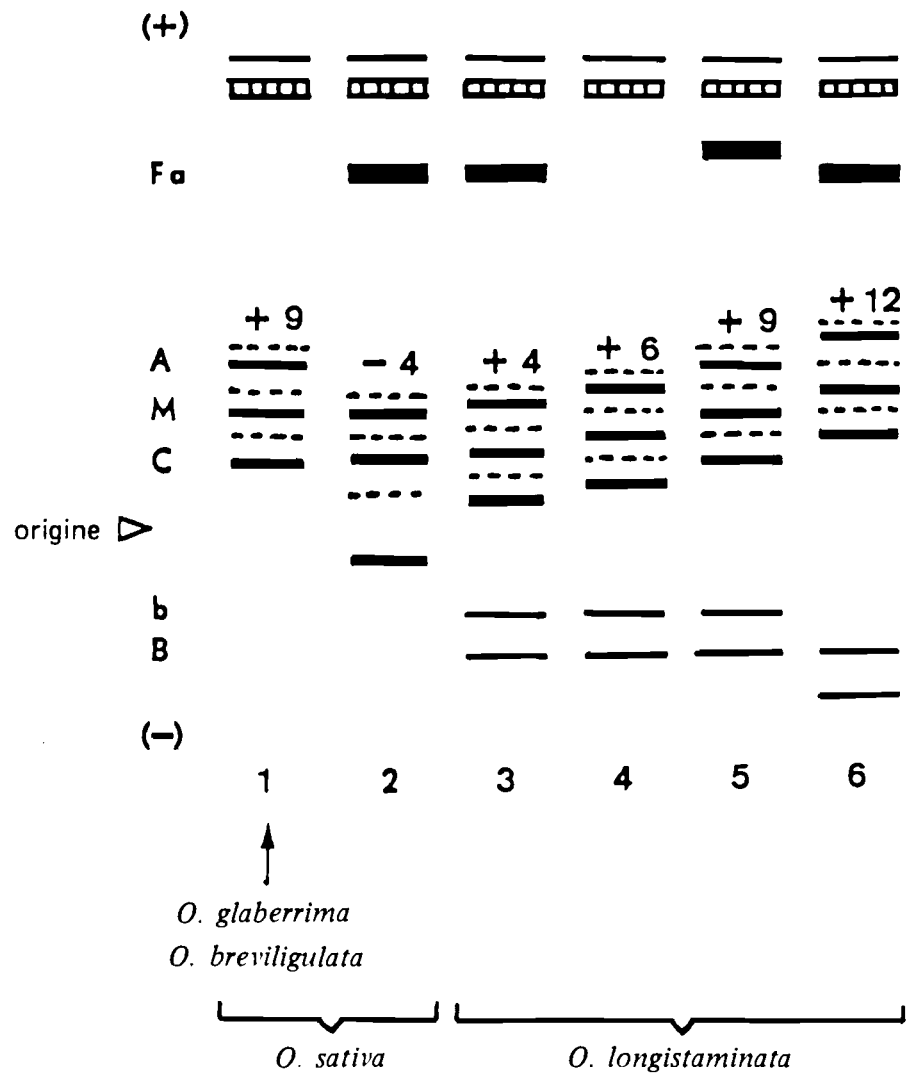 (+)
Fa
+ 12
+ 9 + 9
+ 6
A - 4 + 4
M
C
origine
b
B
(-)
1 2 3 4 5 6
O. glaberrima
O. breviligulata
O. sativa O. longistaminata